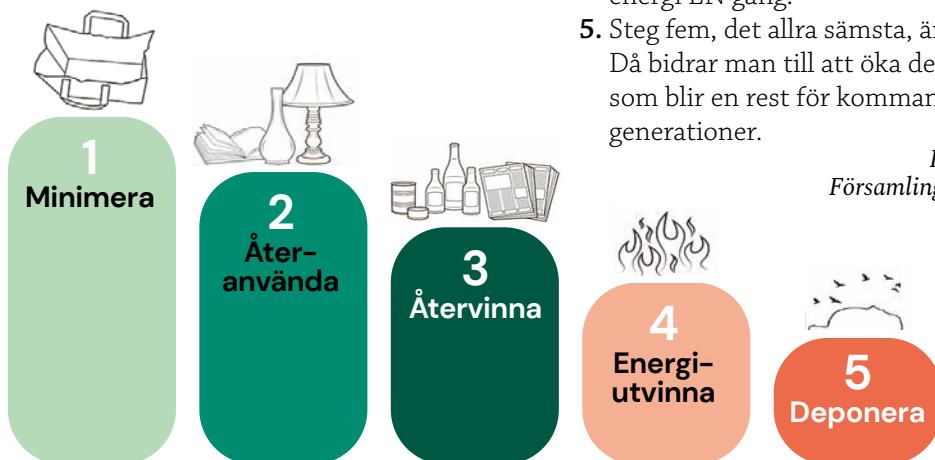 energi EN gång.
5. Steg fem, det allra sämsta, är
Då bidrar man till att öka de
som blir en rest för komman
generationer.
Församling
1
Minimera
2
Åter-
använda
3
Återvinna
4
Energi-
utvinna
5
Deponera